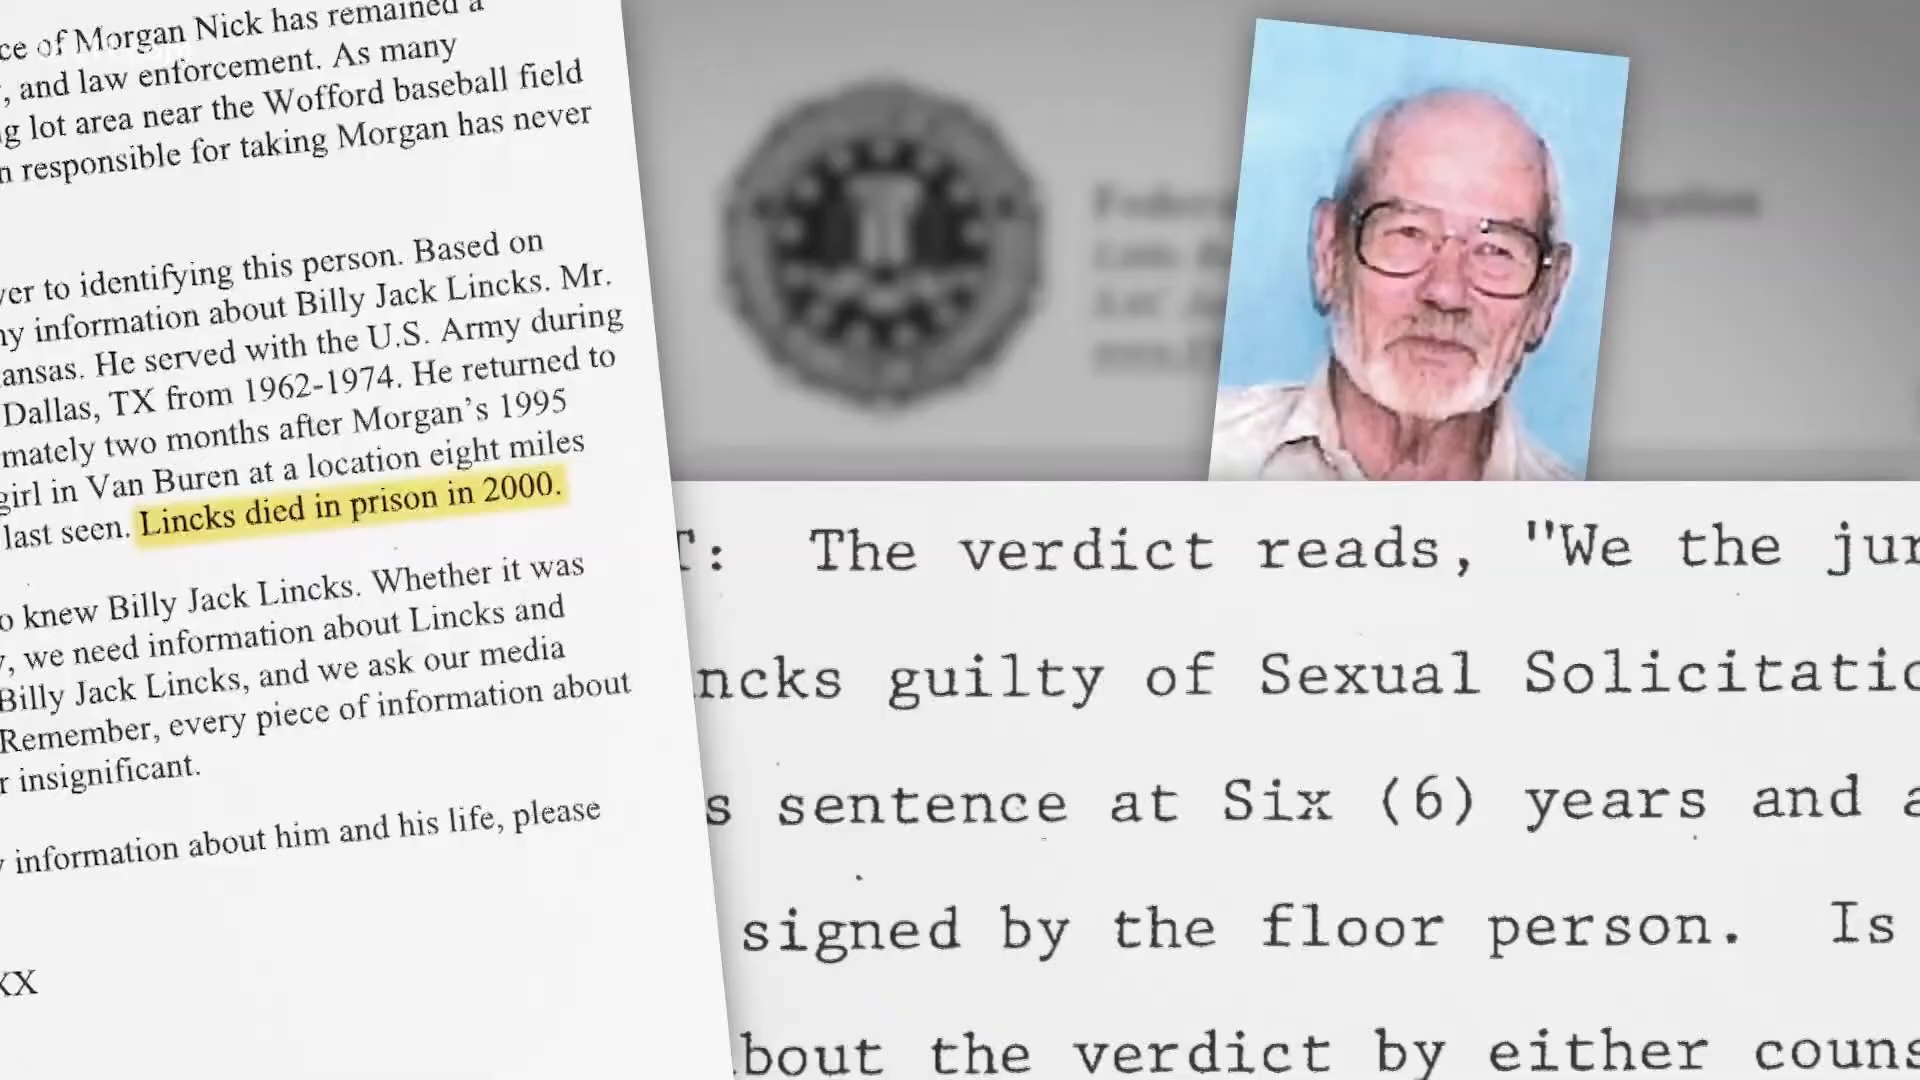 ce of Morgan Nick has remained a
, and law enforcement. As many
g lot area near the Wofford baseball field
n responsible for taking Morgan has never
ver to identifying this person. Based on
ny information about Billy Jack Lincks. Mr.
ansas. He served with the U.S. Army during
Dallas, TX from 1962-1974. He returned to
mately two months after Morgan's 1995
girl in Van Buren at a location eight miles
last seen. Lincks died in prison in 2000.
o knew Billy Jack Lincks. Whether it was
y, we need information about Lincks and
Billy Jack Lincks, and we ask our media
Remember, every piece of information about
r insignificant.
y information about him and his life, please
XX
T: The verdict reads, "We the jur
ncks guilty of Sexual Solicitatio
s sentence at Six (6) years and a
signed by the floor person. Is
bout the verdict by either couns